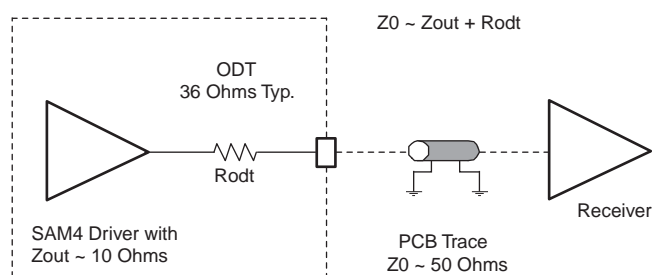 Z0 ~ Zout + Rodt
ODT
36 Ohms Typ.
Rodt
Receiver
SAM4 Driver with
Zout ~ 10 Ohms
PCB Trace
Z0 ~ 50 Ohms